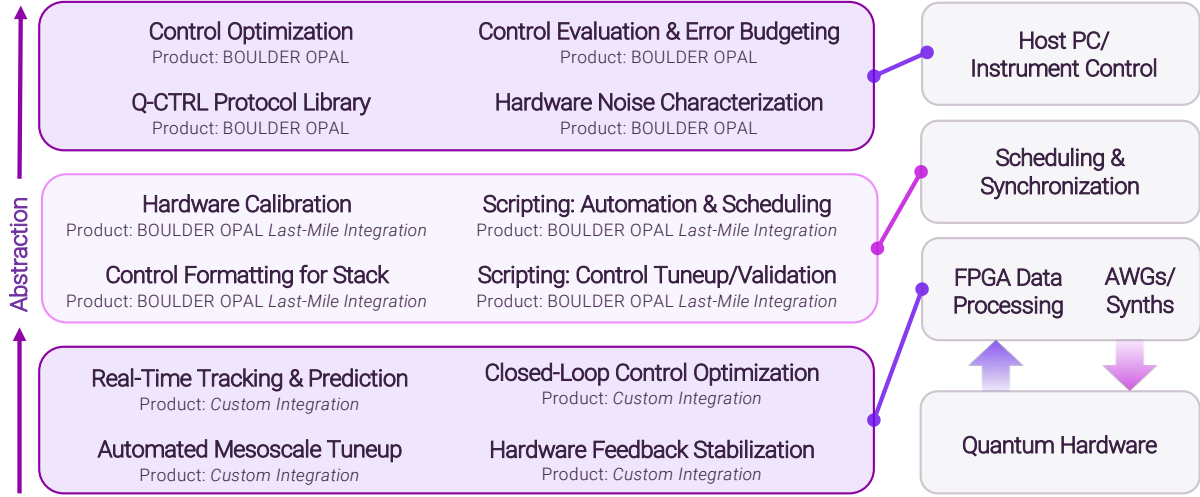 Abstraction
Control Optimization
Product: BOULDER OPAL
Control Evaluation & Error Budgeting
Product: BOULDER OPAL
Q-CTRL Protocol Library
Product: BOULDER OPAL
Hardware Noise Characterization
Product: BOULDER OPAL
Hardware Calibration
Product: BOULDER OPAL Last-Mile Integration
Scripting: Automation & Scheduling
Product: BOULDER OPAL Last-Mile Integration
Control Formatting for Stack
Product: BOULDER OPAL Last-Mile Integration
Scripting: Control Tuneup/Validation
Product: BOULDER OPAL Last-Mile Integration
Real-Time Tracking & Prediction
Product: Custom Integration
Closed-Loop Control Optimization
Product: Custom Integration
Automated Mesoscale Tuneup
Product: Custom Integration
Hardware Feedback Stabilization
Product: Custom Integration
Host PC/
Instrument Control
Scheduling &
Synchronization
FPGA Data
Processing
AWGs/
Synths
Quantum Hardware